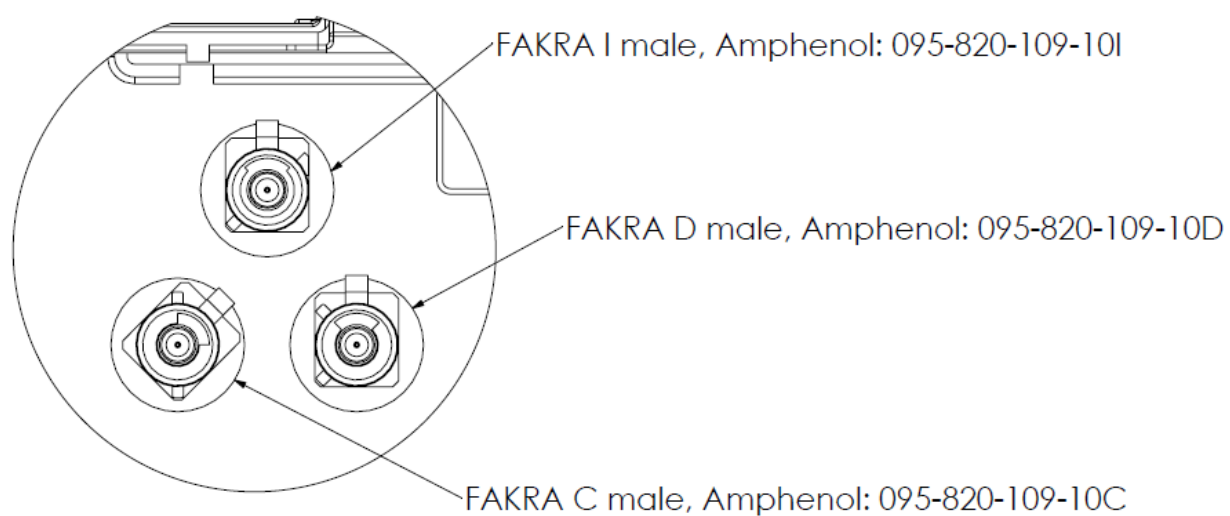 FAKRA I male, Amphenol: 095-820-109-10I
FAKRA D male, Amphenol: 095-820-109-10D
FAKRA C male, Amphenol: 095-820-109-10C